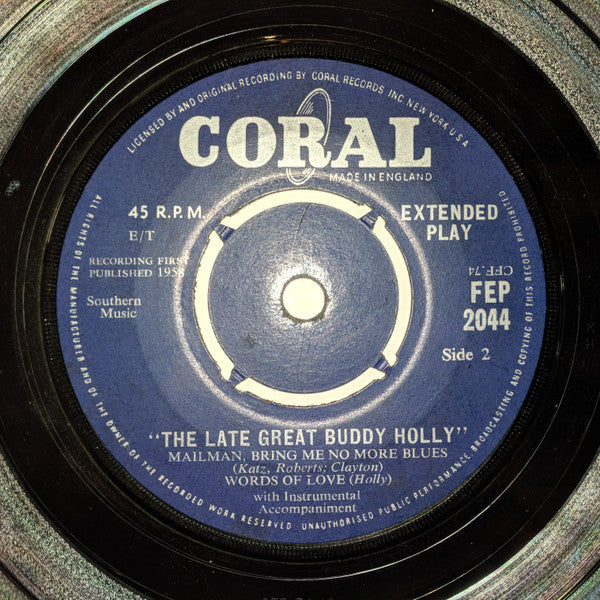 LICENSED BY AND ORIGINAL RECORDING BY CORAL RECORDS INC NEW YORK U S A
CORAL
MADE IN ENGLAND
45 R.P.M.
EXTENDED
PLAY
E/T
RECORDING FIRST
PUBLISHED 1958
CFF.74
FEP
2044
Southern
Music
Side 2
"THE LATE GREAT BUDDY HOLLY"
MAILMAN, BRING ME NO MORE BLUES
(Katz, Roberts; Clayton)
WORDS OF LOVE (Holly)
with Instrumental
Accompaniment
ALL RIGHTS OF THE MANUFACTURER AND OF THE OWNER OF THE RECORDED WORK RESERVED UNAUTHORISED PUBLIC PERFORMANCE, BROADCASTING AND COPYING OF THIS RECORD PROHIBITED